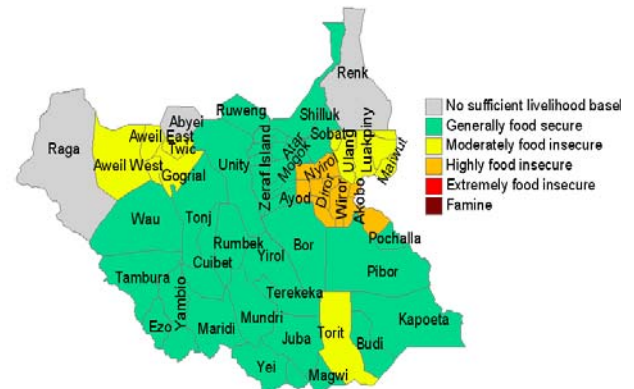 Renk
Abyei
Ruweng
Shilluk
Raga
Aweil East
Twic
Sobat
Ulang
Luakpiny
Maiwut
Aweil West
Gogrial
Unity
Zeraf Island
Atar
Mogok
Nyirol
Diror
Wiror
Akobo
Ayod
Wau
Tonj
Rumbek
Cuibet
Yirol
Bor
Pochalla
Pibor
Tambura
Yambio
Terekeka
Ezo
Maridi
Mundri
Juba
Torit
Kapoeta
Budi
Yei
Magwi
No sufficient livelihood basel
Generally food secure
Moderately food insecure
Highly food insecure
Extremely food insecure
Famine